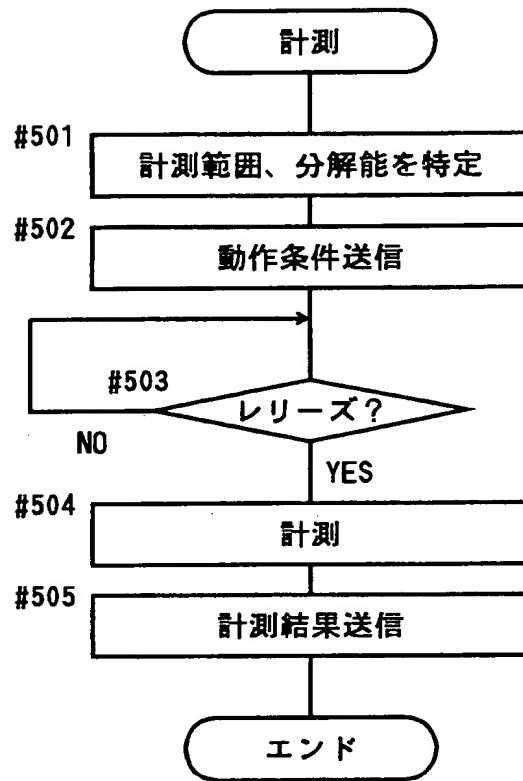 計測
#501
計測範囲、分解能を特定
#502
動作条件送信
#503
レリーズ?
NO
YES
#504
計測
#505
計測結果送信
エンド